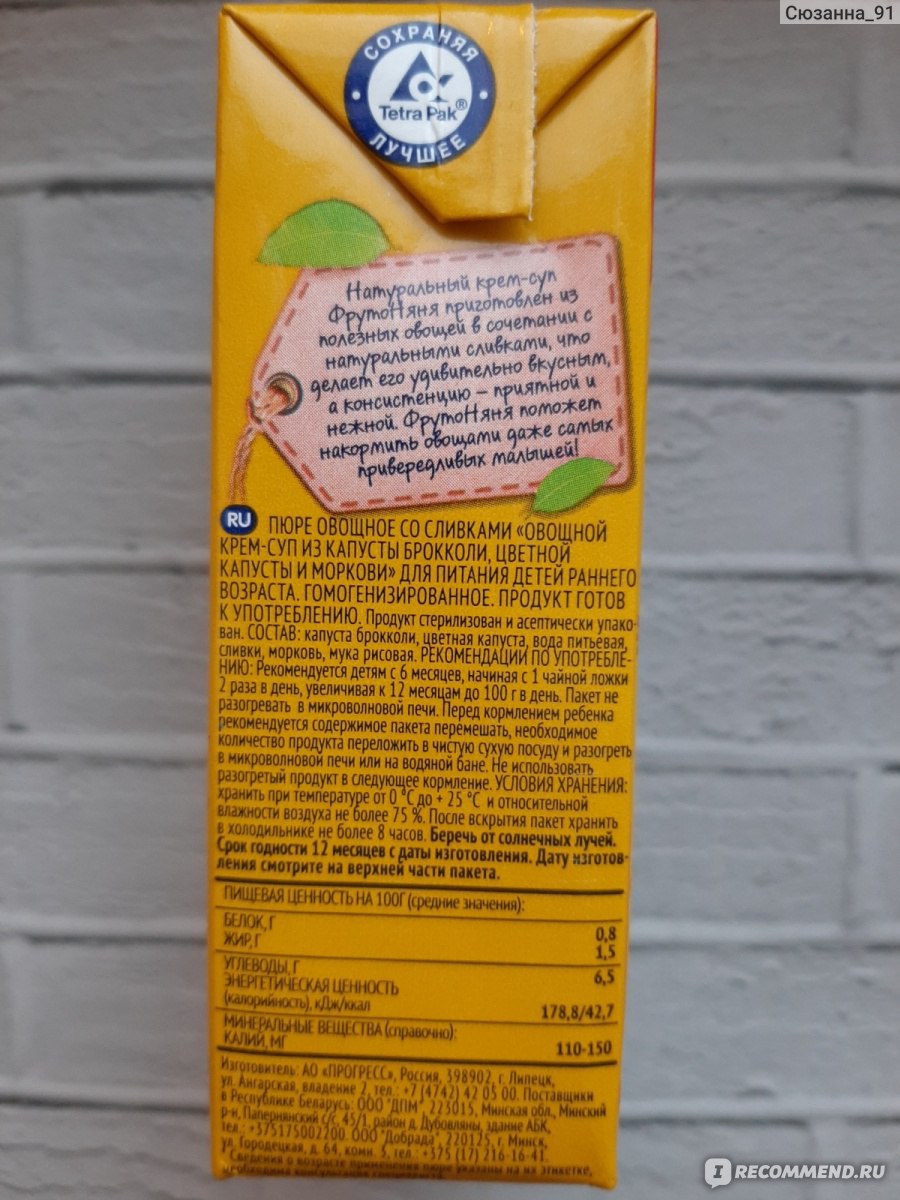 Сюзанна_91
СОХРАНЯЯ
Tetra Pak®
ЛУЧШЕЕ
Натуральный крем-суп
ФрутоНяня приготовлен из
полезных овощей в сочетании с
натуральными сливками, что
делает его удивительно вкусным,
а консистенцию – приятной и
нежной. ФрутоНяня поможет
накормить овощами даже самых
привередливых малышей!
RU ПЮРЕ ОВОЩНОЕ СО СЛИВКАМИ «ОВОЩНОЙ
КРЕМ-СУП ИЗ КАПУСТЫ БРОККОЛИ, ЦВЕТНОЙ
КАПУСТЫ И МОРКОВИ» ДЛЯ ПИТАНИЯ ДЕТЕЙ РАННЕГО
ВОЗРАСТА. ГОМОГЕНИЗИРОВАННОЕ. ПРОДУКТ ГОТОВ
К УПОТРЕБЛЕНИЮ. Продукт стерилизован и асептически упако-
ван. СОСТАВ: капуста брокколи, цветная капуста, вода питьевая,
сливки, морковь, мука рисовая. РЕКОМЕНДАЦИИ ПО УПОТРЕБЛЕ-
НИЮ: Рекомендуется детям с 6 месяцев, начиная с 1 чайной ложки
2 раза в день, увеличивая к 12 месяцам до 100 г в день. Пакет не
разогревать в микроволновой печи. Перед кормлением ребенка
рекомендуется содержимое пакета перемешать, необходимое
количество продукта переложить в чистую сухую посуду и разогреть
в микроволновой печи или на водяной бане. Не использовать
разогретый продукт в следующее кормление. УСЛОВИЯ ХРАНЕНИЯ:
хранить при температуре от 0 °С до + 25 °С и относительной
влажности воздуха не более 75 %. После вскрытия пакет хранить
в холодильнике не более 8 часов. Беречь от солнечных лучей.
Срок годности 12 месяцев с даты изготовления. Дату изготов-
ления смотрите на верхней части пакета.
ПИЩЕВАЯ ЦЕННОСТЬ НА 100Г (средние значения):
БЕЛОК, Г 0,8
ЖИР, Г 1,5
УГЛЕВОДЫ, Г 6,5
ЭНЕРГЕТИЧЕСКАЯ ЦЕННОСТЬ
(калорийность), кДж/ккал 178,8/42,7
МИНЕРАЛЬНЫЕ ВЕЩЕСТВА (справочно):
КАЛИЙ, МГ 110-150
Изготовитель: АО «ПРОГРЕСС», Россия, 398902, г. Липецк,
ул. Ангарская, владение 2, тел.: +7 (4742) 42 05 00. Поставщики
в Республике Беларусь: ООО "ДПМ" 223015, Минская обл., Минский
р-н, Папернянский с/с, 45/1, район д. Дубовляны, здание АБК,
тел.: +375175002200. ООО "Добрада", 220125, г. Минск,
ул. Городецкая, д. 64, комн. 5, тел.: +375 (17) 216-16-41.
* Сведения о возрасте применения пюре указаны на их этикетке,
IRECOMMEND.RU